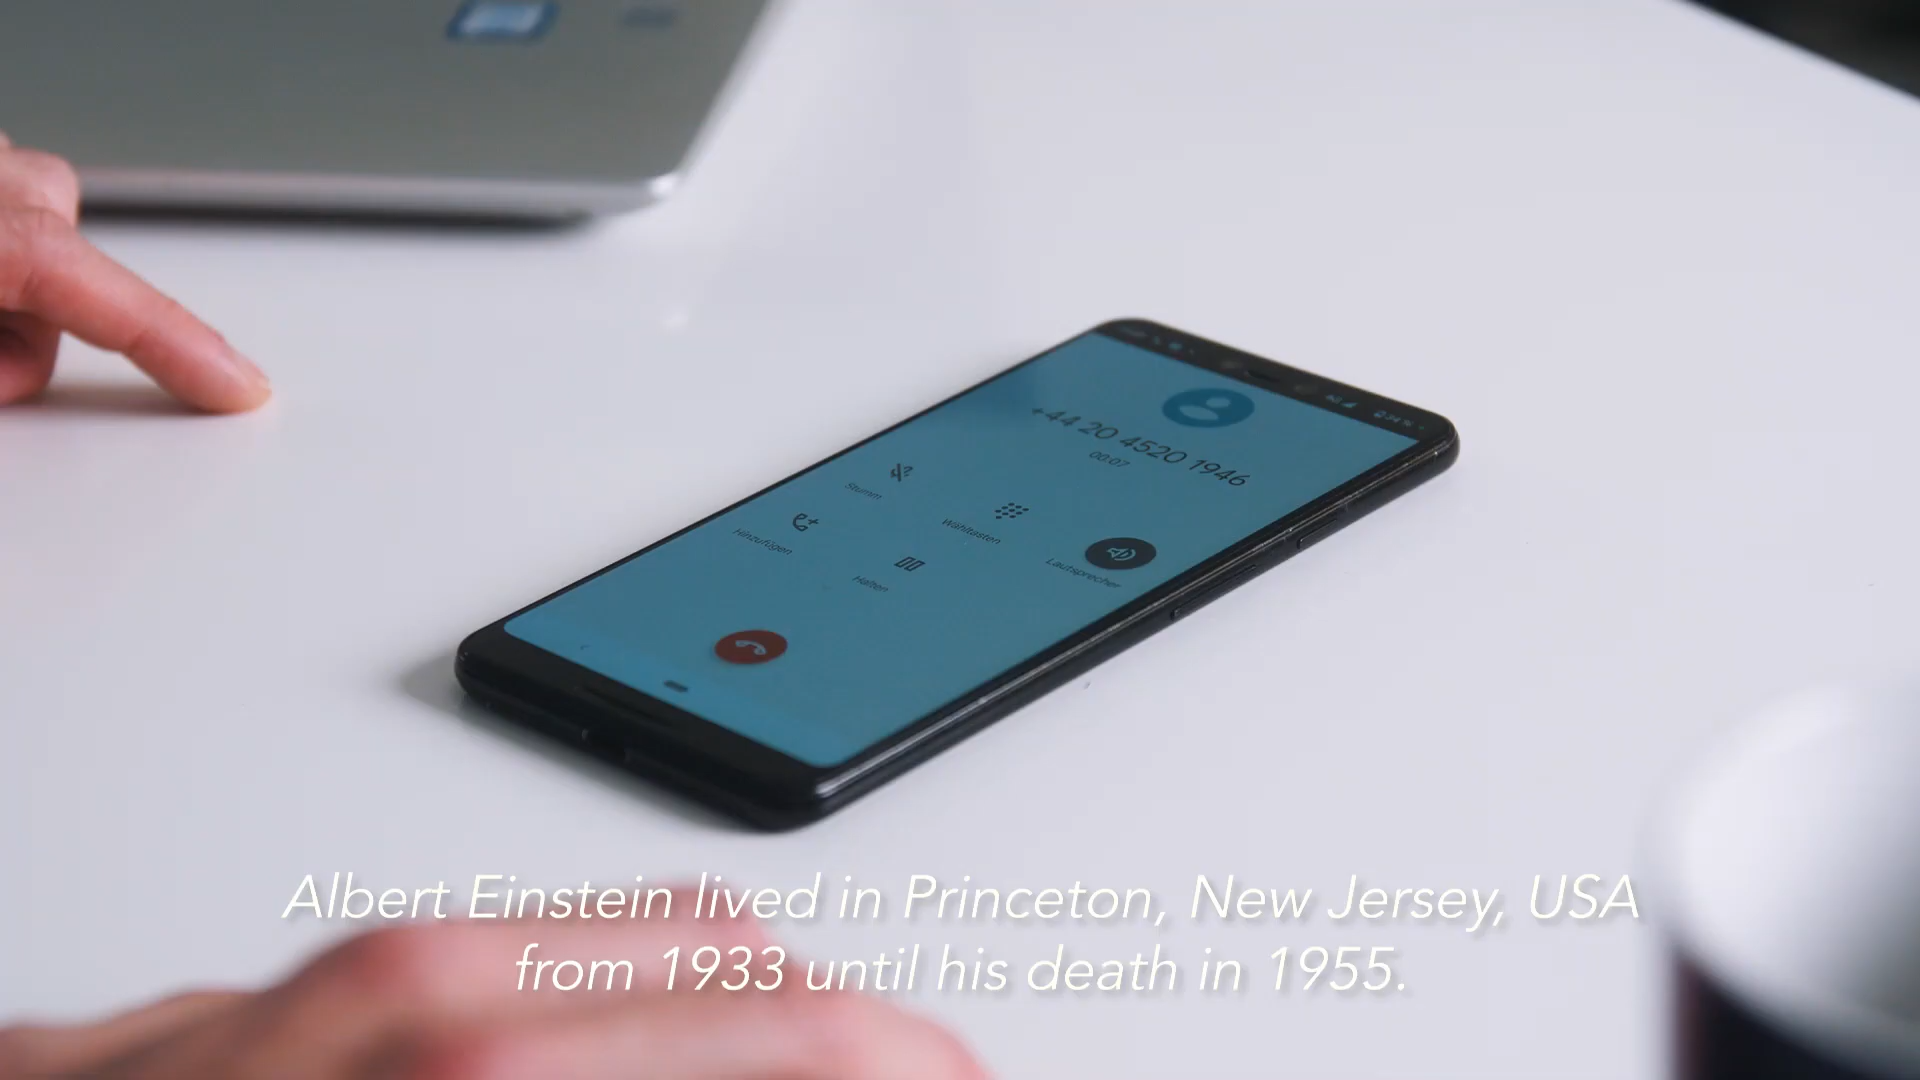 +44 20 4520 1946
00:07
Stumm
Wähltasten
Lautsprecher
Hinzufügen
Halten
Albert Einstein lived in Princeton, New Jersey, USA
from 1933 until his death in 1955.